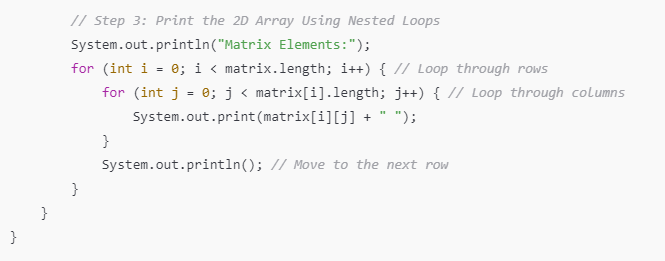 // Step 3: Print the 2D Array Using Nested Loops
System.out.println("Matrix Elements:");
for (int i = 0; i < matrix.length; i++) { // Loop through rows
for (int j = 0; j < matrix[i].length; j++) { // Loop through columns
System.out.print(matrix[i][j] + " ");
}
System.out.println(); // Move to the next row
}
}
}